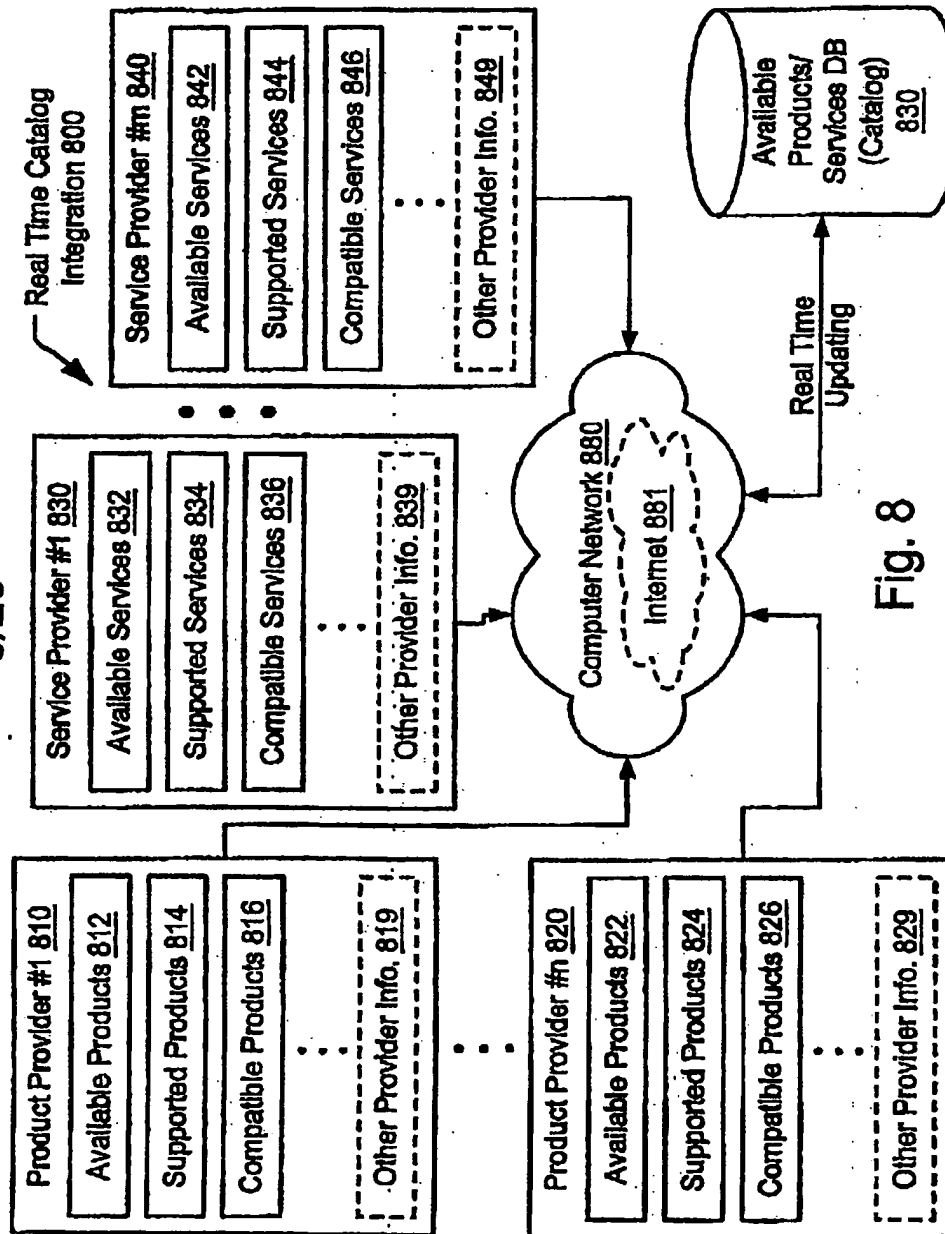 Real Time Catalog
Integration 800
Product Provider #1 810
Available Products 812
Supported Products 814
Compatible Products 816
Other Provider Info. 819
Service Provider #1 830
Available Services 832
Supported Services 834
Compatible Services 836
Other Provider Info. 839
Service Provider #m 840
Available Services 842
Supported Services 844
Compatible Services 846
Other Provider Info. 849
Product Provider #n 820
Available Products 822
Supported Products 824
Compatible Products 826
Other Provider Info. 829
Computer Network 880
Internet 881
Real Time
Updating
Available
Products/
Services DB
(Catalog)
830
Fig. 8